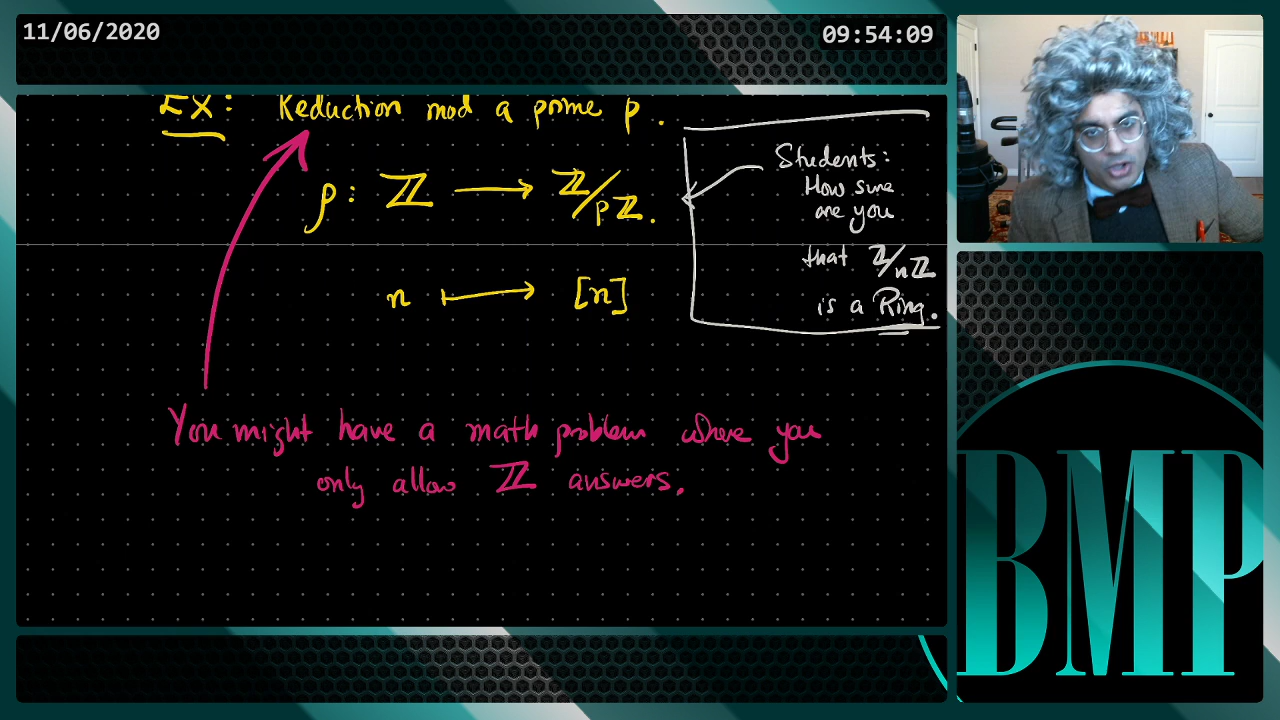 11/06/2020
09:54:09
EX: Reduction mod a prime p.
ρ: ℤ → ℤ/pℤ.
n ↦ [n]
Students:
How sure
are you
that ℤ/nℤ
is a Ring.
You might have a math problem where you
only allow ℤ answers.
BMP